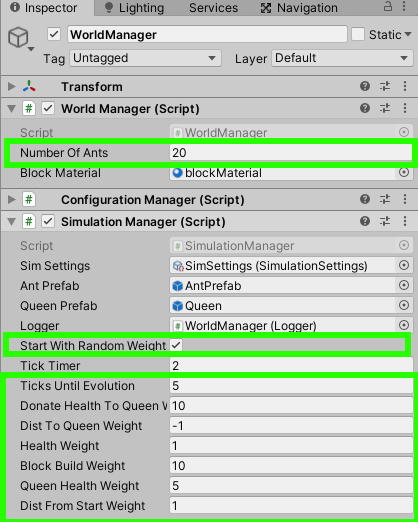 Inspector Lighting Services Navigation
WorldManager Static
Tag Untagged Layer Default
Transform
# World Manager (Script)
Script # WorldManager
Number Of Ants 20
Block Material blockMaterial
# Configuration Manager (Script)
# Simulation Manager (Script)
Script # SimulationManager
Sim Settings SimSettings (SimulationSettings)
Ant Prefab AntPrefab
Queen Prefab Queen
Logger # WorldManager (Logger)
Start With Random Weight
Tick Timer 2
Ticks Until Evolution 5
Donate Health To Queen W 10
Dist To Queen Weight -1
Health Weight 1
Block Build Weight 10
Queen Health Weight 5
Dist From Start Weight 1